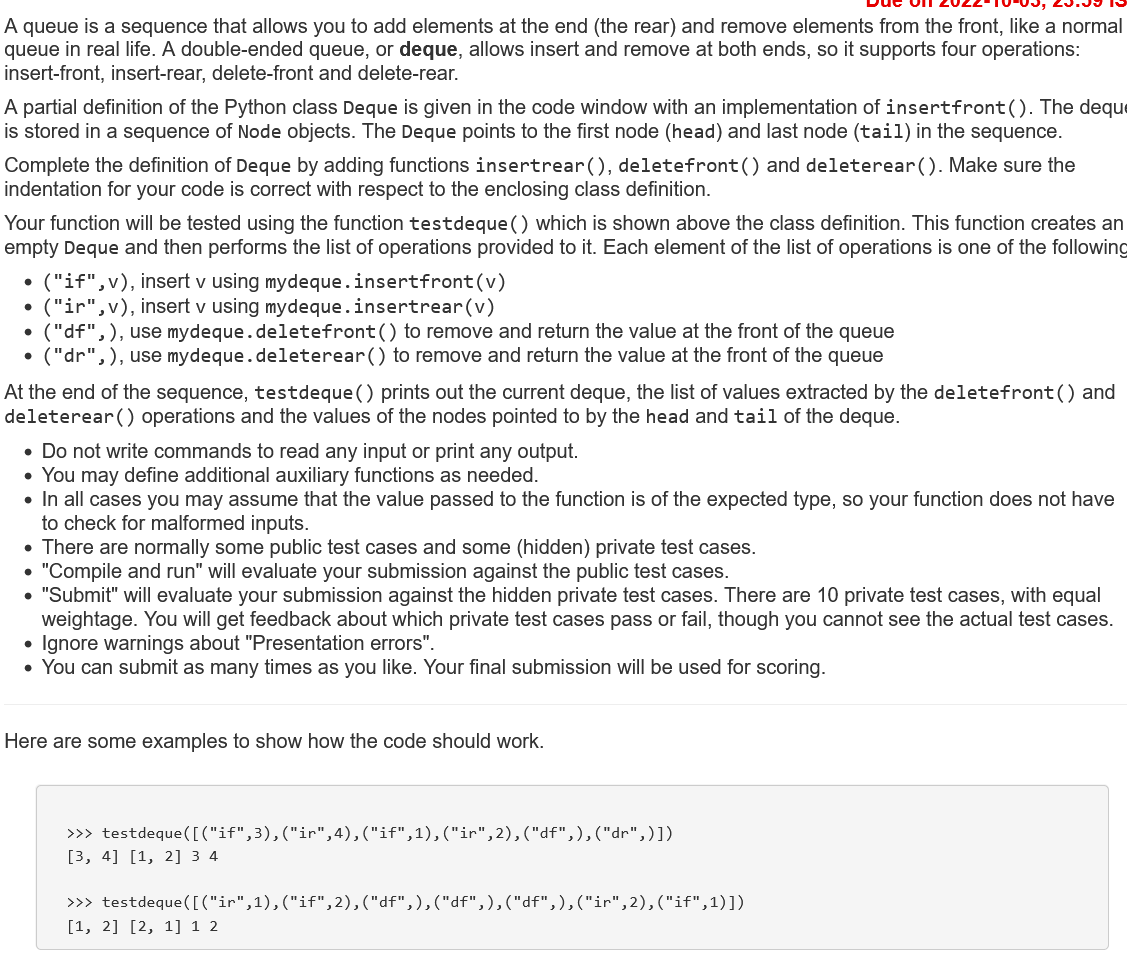 Due on 2022-10-05, 23:59 IS
A queue is a sequence that allows you to add elements at the end (the rear) and remove elements from the front, like a normal
queue in real life. A double-ended queue, or deque, allows insert and remove at both ends, so it supports four operations:
insert-front, insert-rear, delete-front and delete-rear.
A partial definition of the Python class Deque is given in the code window with an implementation of insertfront(). The deque
is stored in a sequence of Node objects. The Deque points to the first node (head) and last node (tail) in the sequence.
Complete the definition of Deque by adding functions insertrear(), deletefront() and deleterear(). Make sure the
indentation for your code is correct with respect to the enclosing class definition.
Your function will be tested using the function testdeque() which is shown above the class definition. This function creates an
empty Deque and then performs the list of operations provided to it. Each element of the list of operations is one of the following
• ("if",v), insert v using mydeque.insertfront(v)
• ("ir",v), insert v using mydeque.insertrear(v)
• ("df",), use mydeque.deletefront() to remove and return the value at the front of the queue
• ("dr",), use mydeque.deleterear() to remove and return the value at the front of the queue
At the end of the sequence, testdeque() prints out the current deque, the list of values extracted by the deletefront() and
deleterear() operations and the values of the nodes pointed to by the head and tail of the deque.
• Do not write commands to read any input or print any output.
• You may define additional auxiliary functions as needed.
• In all cases you may assume that the value passed to the function is of the expected type, so your function does not have
to check for malformed inputs.
• There are normally some public test cases and some (hidden) private test cases.
• "Compile and run" will evaluate your submission against the public test cases.
• "Submit" will evaluate your submission against the hidden private test cases. There are 10 private test cases, with equal
weightage. You will get feedback about which private test cases pass or fail, though you cannot see the actual test cases.
• Ignore warnings about "Presentation errors".
• You can submit as many times as you like. Your final submission will be used for scoring.
Here are some examples to show how the code should work.
>>> testdeque([("if",3),("ir",4),("if",1),("ir",2),("df",),("dr",)])
[3, 4] [1, 2] 3 4
>>> testdeque([("ir",1),("if",2),("df",),("df",),("df",),("ir",2),("if",1)])
[1, 2] [2, 1] 1 2